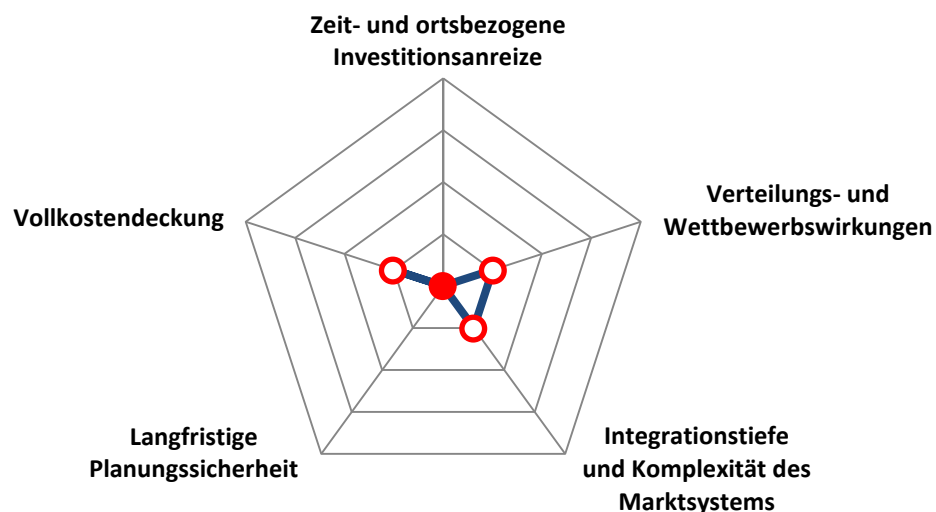 Zeit- und ortsbezogene
Investitionsanreize
Verteilungs- und
Wettbewerbswirkungen
Vollkostendeckung
Langfristige
Planungssicherheit
Integrationstiefe
und Komplexität des
Marktsystems